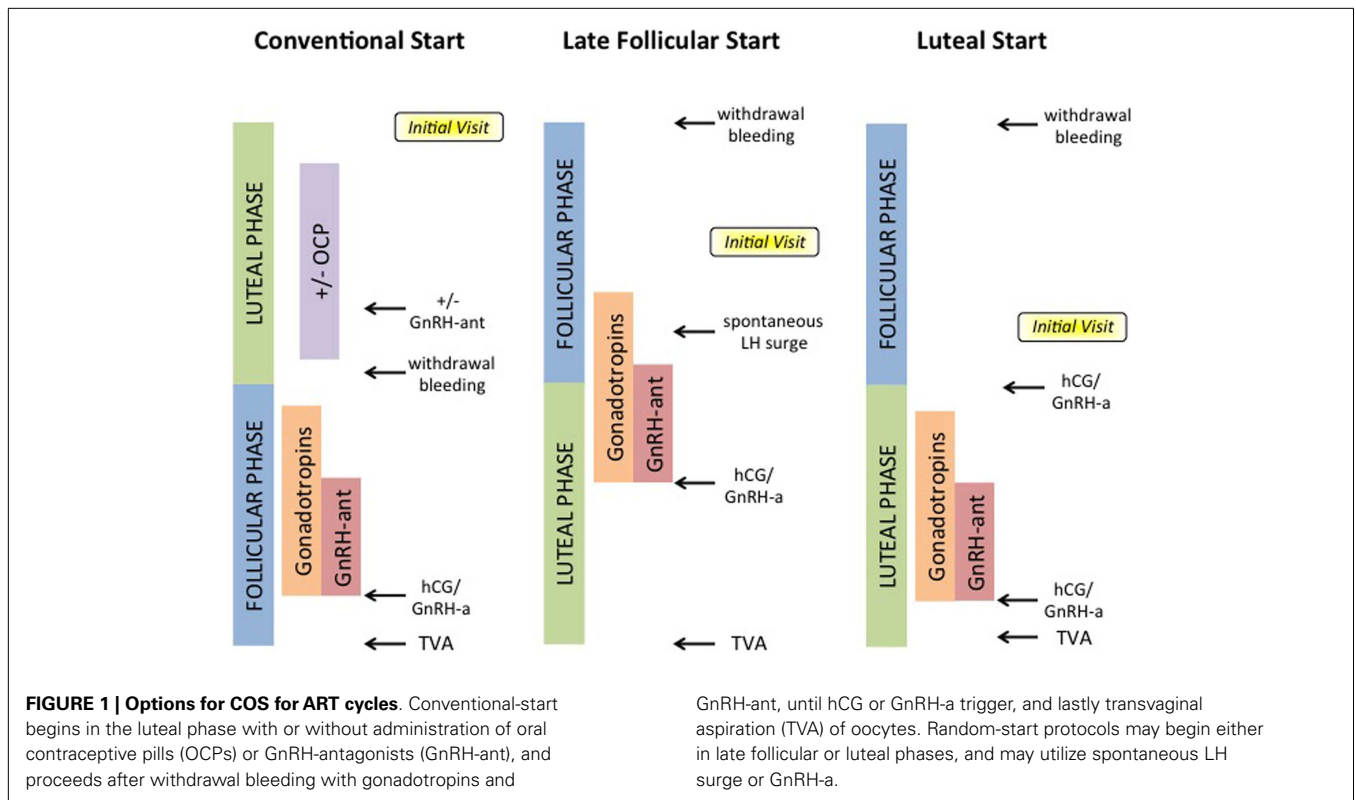 Conventional Start
Late Follicular Start
Luteal Start
Initial Visit
LUTEAL PHASE
+/- OCP
+/-
GnRH-ant
withdrawal
bleeding
FOLLICULAR PHASE
Gonadotropins
GnRH-ant
hCG/
GnRH-a
TVA
withdrawal
bleeding
FOLLICULAR PHASE
Initial Visit
Gonadotropins
spontaneous
LH surge
GnRH-ant
LUTEAL PHASE
hCG/
GnRH-a
TVA
withdrawal
bleeding
FOLLICULAR PHASE
Initial Visit
hCG/
GnRH-a
LUTEAL PHASE
Gonadotropins
GnRH-ant
hCG/
GnRH-a
TVA
FIGURE 1 | Options for COS for ART cycles. Conventional-start
begins in the luteal phase with or without administration of oral
contraceptive pills (OCPs) or GnRH-antagonists (GnRH-ant), and
proceeds after withdrawal bleeding with gonadotropins and
GnRH-ant, until hCG or GnRH-a trigger, and lastly transvaginal
aspiration (TVA) of oocytes. Random-start protocols may begin either
in late follicular or luteal phases, and may utilize spontaneous LH
surge or GnRH-a.